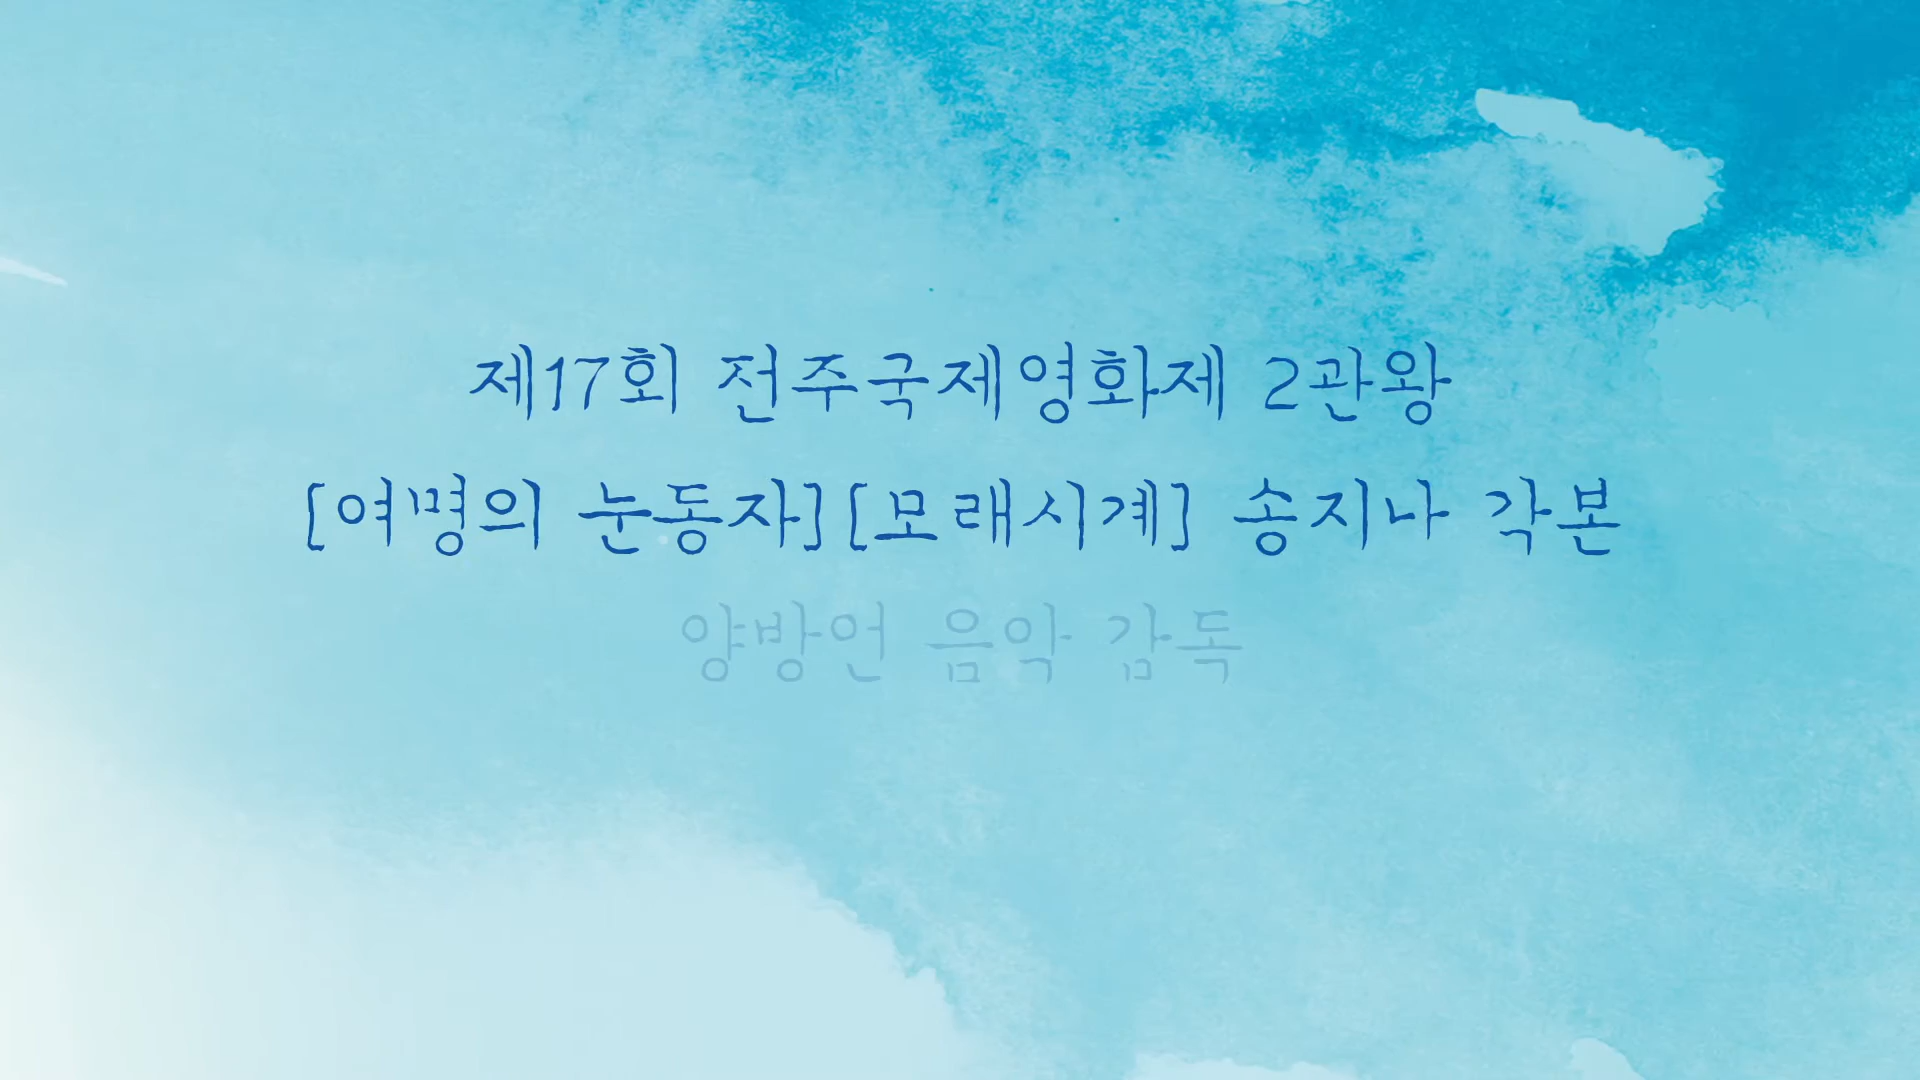 제17회 전주국제영화제 2관왕
[여명의 눈동자][모래시계] 송지나 각본
양방언 음악 감독